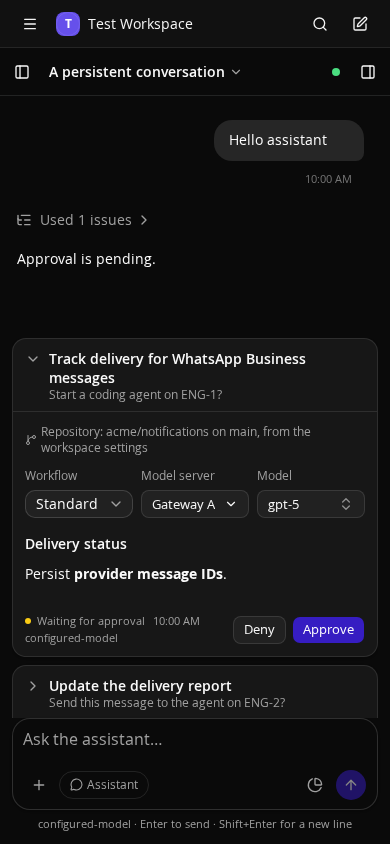 T Test Workspace
A persistent conversation
Hello assistant
10:00 AM
Used 1 issues
Approval is pending.
Track delivery for WhatsApp Business
messages
Start a coding agent on ENG-1?
Repository: acme/notifications on main, from the
workspace settings
Workflow Model server Model
Standard Gateway A gpt-5
Delivery status
Persist provider message IDs.
Waiting for approval 10:00 AM
configured-model
Deny Approve
Update the delivery report
Send this message to the agent on ENG-2?
Ask the assistant...
Assistant
configured-model · Enter to send · Shift+Enter for a new line